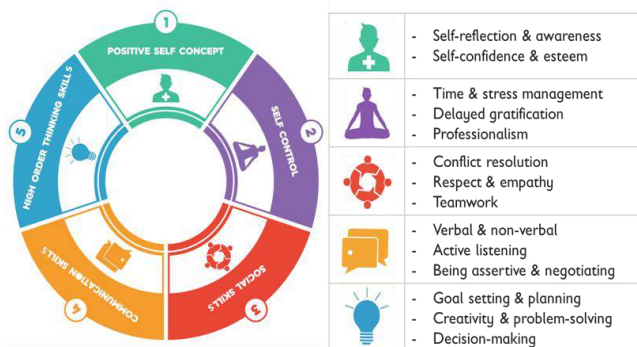 1
POSITIVE SELF CONCEPT
2
SELF CONTROL
3
SOCIAL SKILLS
4
COMMUNICATION SKILLS
5
HIGH ORDER THINKING SKILLS
- Self-reflection & awareness
- Self-confidence & esteem
- Time & stress management
- Delayed gratification
- Professionalism
- Conflict resolution
- Respect & empathy
- Teamwork
- Verbal & non-verbal
- Active listening
- Being assertive & negotiating
- Goal setting & planning
- Creativity & problem-solving
- Decision-making